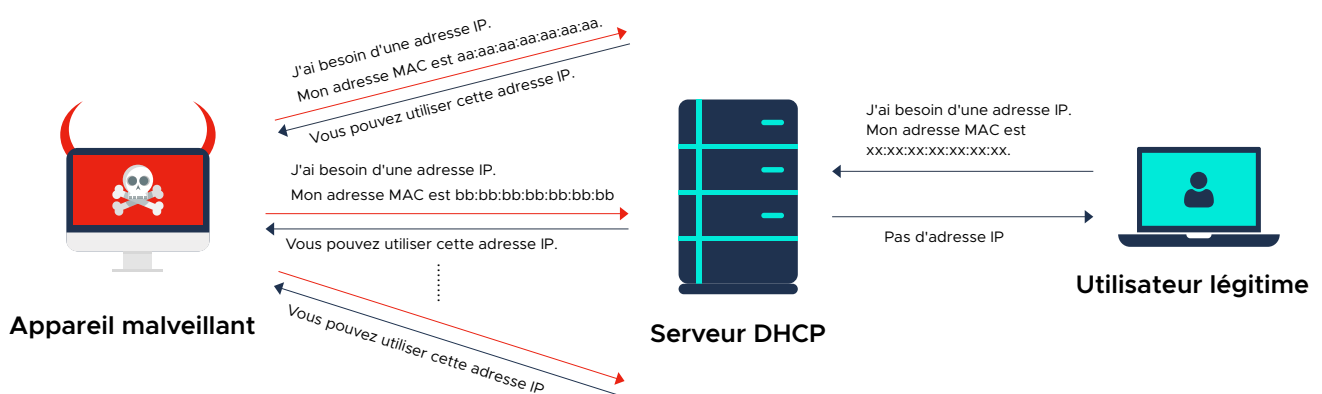 J'ai besoin d'une adresse IP.
Mon adresse MAC est aa:aa:aa:aa:aa:aa:aa.
Vous pouvez utiliser cette adresse IP.
J'ai besoin d'une adresse IP.
Mon adresse MAC est bb:bb:bb:bb:bb:bb:bb
Vous pouvez utiliser cette adresse IP.
Vous pouvez utiliser cette adresse IP
Appareil malveillant
Serveur DHCP
J'ai besoin d'une adresse IP.
Mon adresse MAC est
xx:xx:xx:xx:xx:xx:xx.
Pas d'adresse IP
Utilisateur légitime